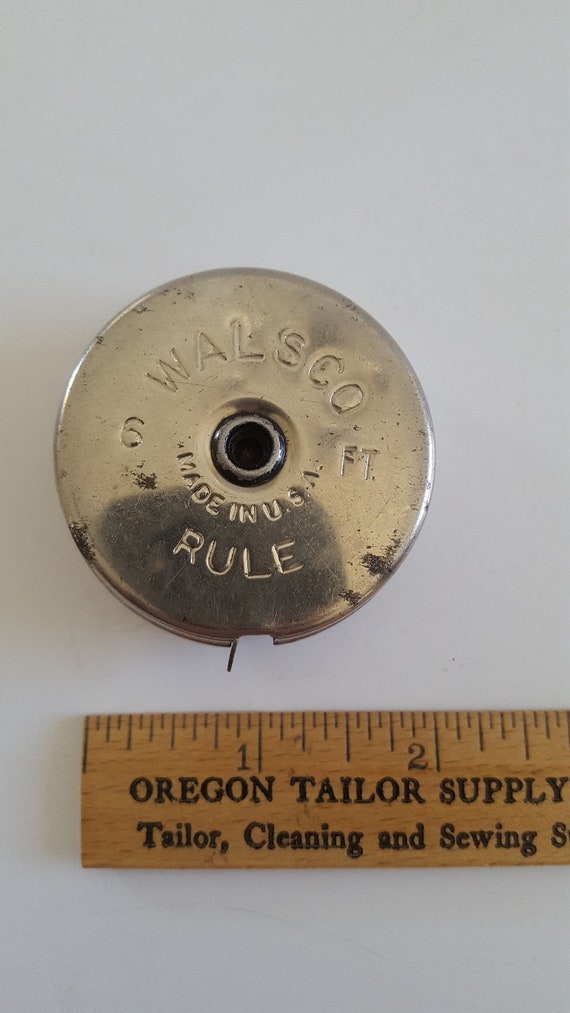 WALSCO
6 FT.
MADE IN U.S.A.
RULE
1 2
OREGON TAILOR SUPPLY
Tailor, Cleaning and Sewing